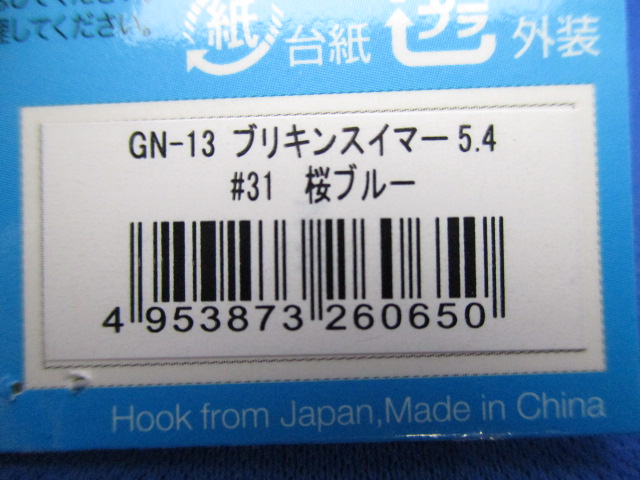 てください。
紙 台紙 プラ 外装
GN-13 ブリキンスイマー5.4
#31 桜ブルー
4 953873 260650
Hook from Japan,Made in China